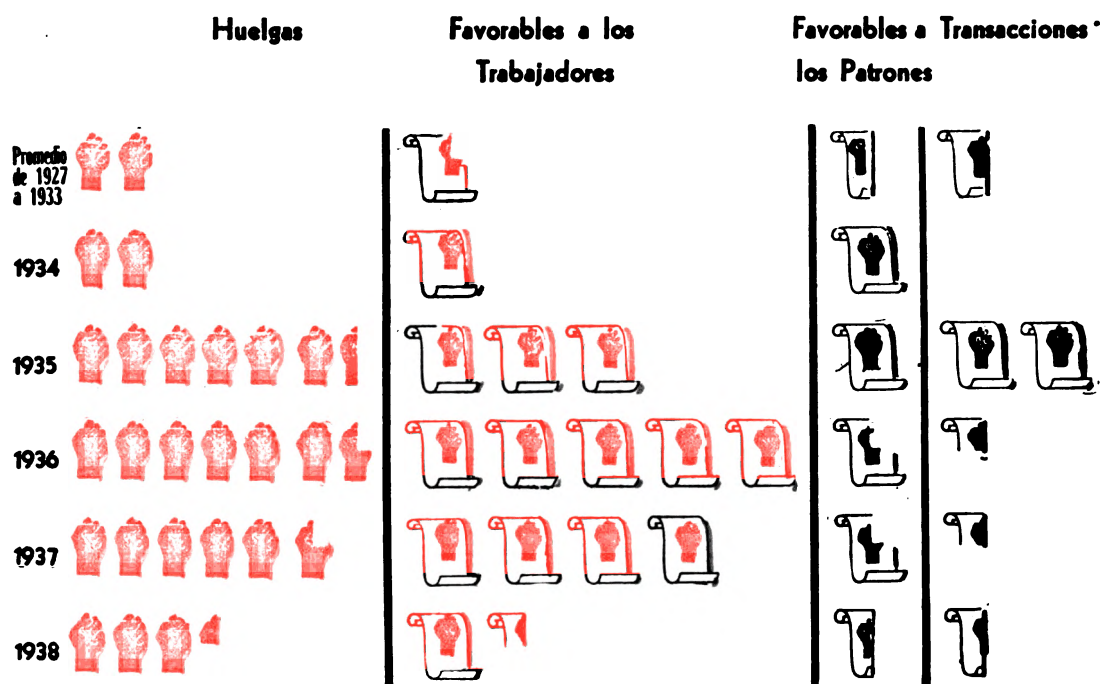 Huelgas
Favorables a los
Trabajadores
Favorables a
los Patrones
Transacciones
Promedio
de 1927
a 1933
1934
1935
1936
1937
1938